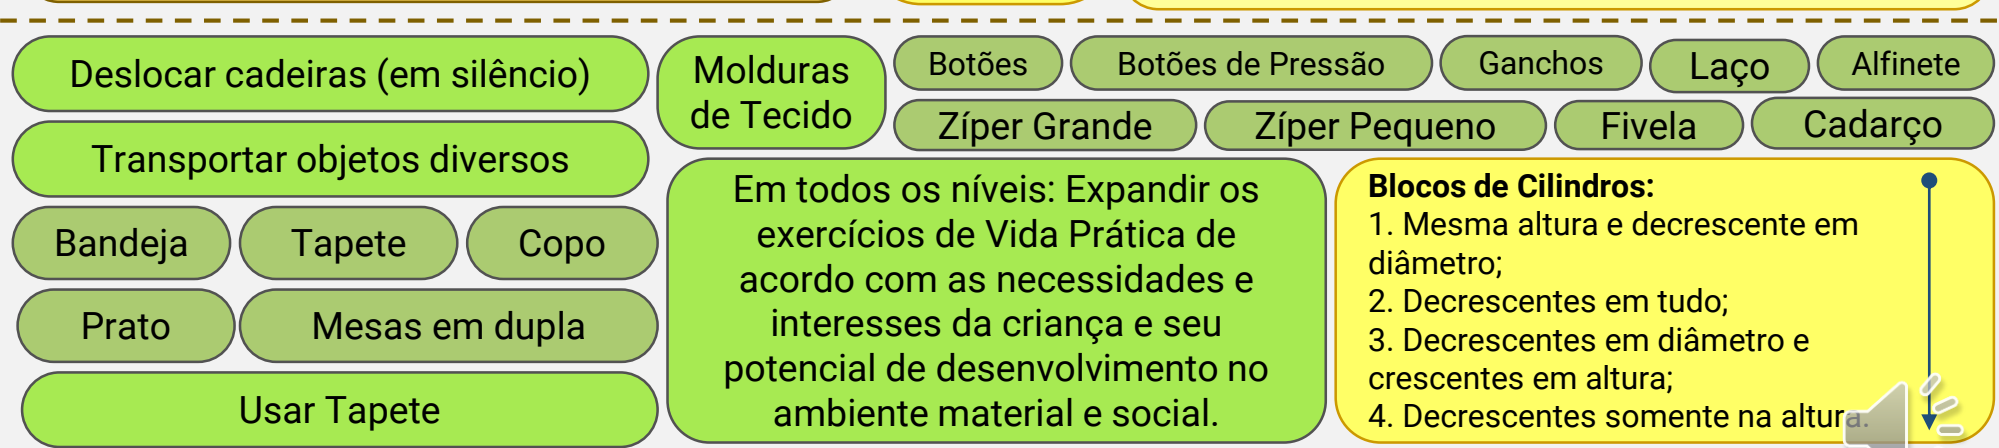 Deslocar cadeiras (em silêncio)
Transportar objetos diversos
Bandeja
Tapete
Copo
Prato
Mesas em dupla
Usar Tapete
Molduras
de Tecido
Botões
Botões de Pressão
Ganchos
Laço
Alfinete
Zíper Grande
Zíper Pequeno
Fivela
Cadarço
Em todos os níveis: Expandir os
exercícios de Vida Prática de
acordo com as necessidades e
interesses da criança e seu
potencial de desenvolvimento no
ambiente material e social.
Blocos de Cilindros:
1. Mesma altura e decrescente em
diâmetro;
2. Decrescentes em tudo;
3. Decrescentes em diâmetro e
crescentes em altura;
4. Decrescentes somente na altura.